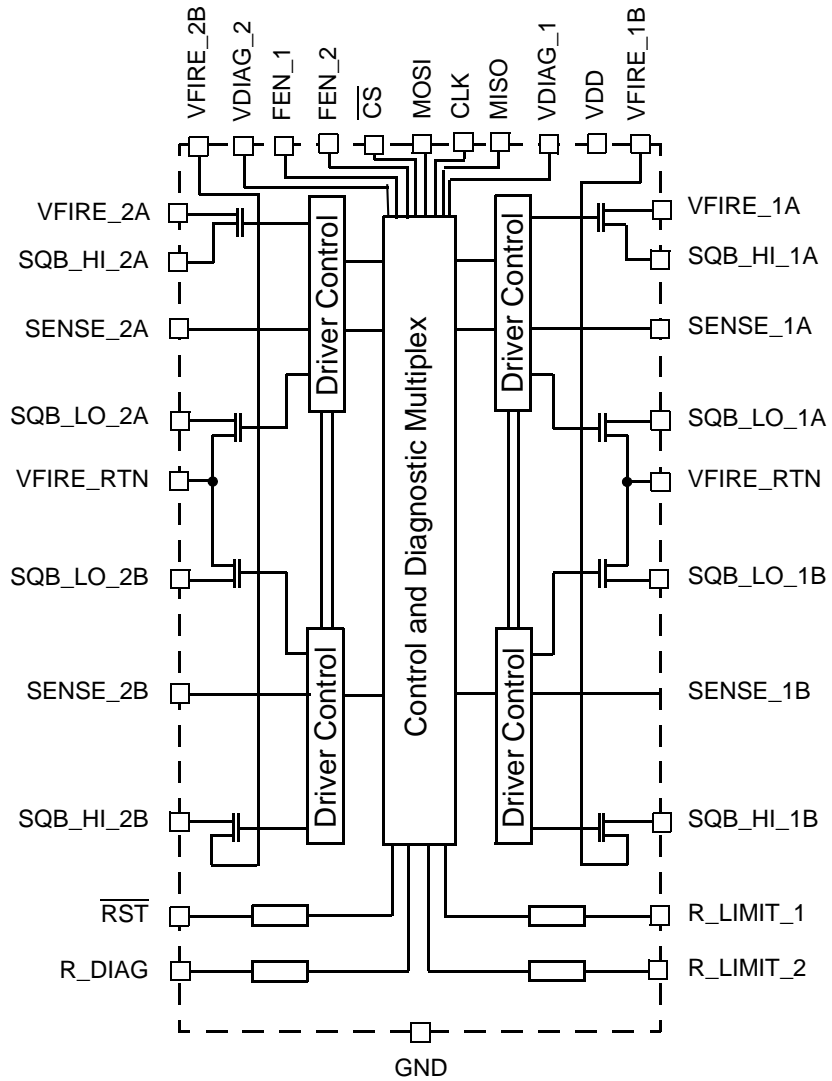 VFIRE_2B
VDIAG_2
FEN_1
FEN_2
CS
MOSI
CLK
MISO
VDIAG_1
VDD
VFIRE_1B
VFIRE_2A
SQB_HI_2A
SENSE_2A
SQB_LO_2A
VFIRE_RTN
SQB_LO_2B
SENSE_2B
SQB_HI_2B
RST
R_DIAG
Driver Control
Driver Control
Control and Diagnostic Multiplex
Driver Control
Driver Control
VFIRE_1A
SQB_HI_1A
SENSE_1A
SQB_LO_1A
VFIRE_RTN
SQB_LO_1B
SENSE_1B
SQB_HI_1B
R_LIMIT_1
R_LIMIT_2
GND